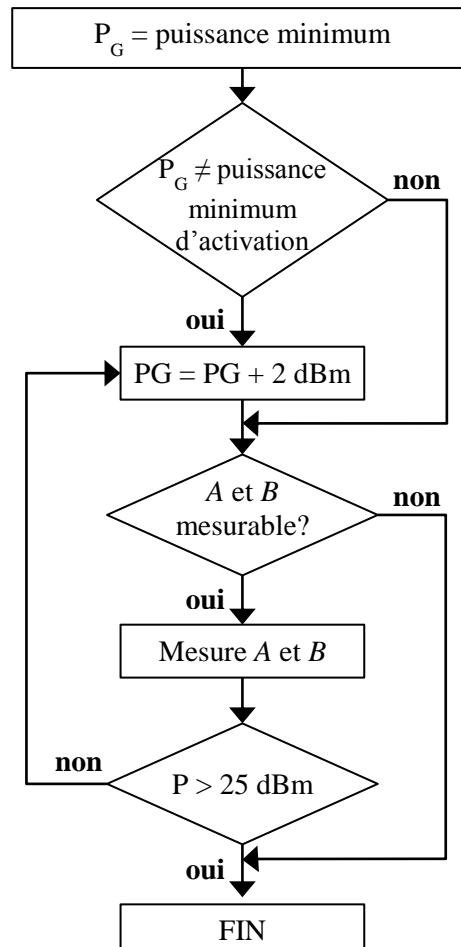 P_G = puissance minimum
P_G ≠ puissance
minimum
d’activation
non
oui
PG = PG + 2 dBm
A et B
mesurable?
non
oui
Mesure A et B
non
P > 25 dBm
oui
FIN